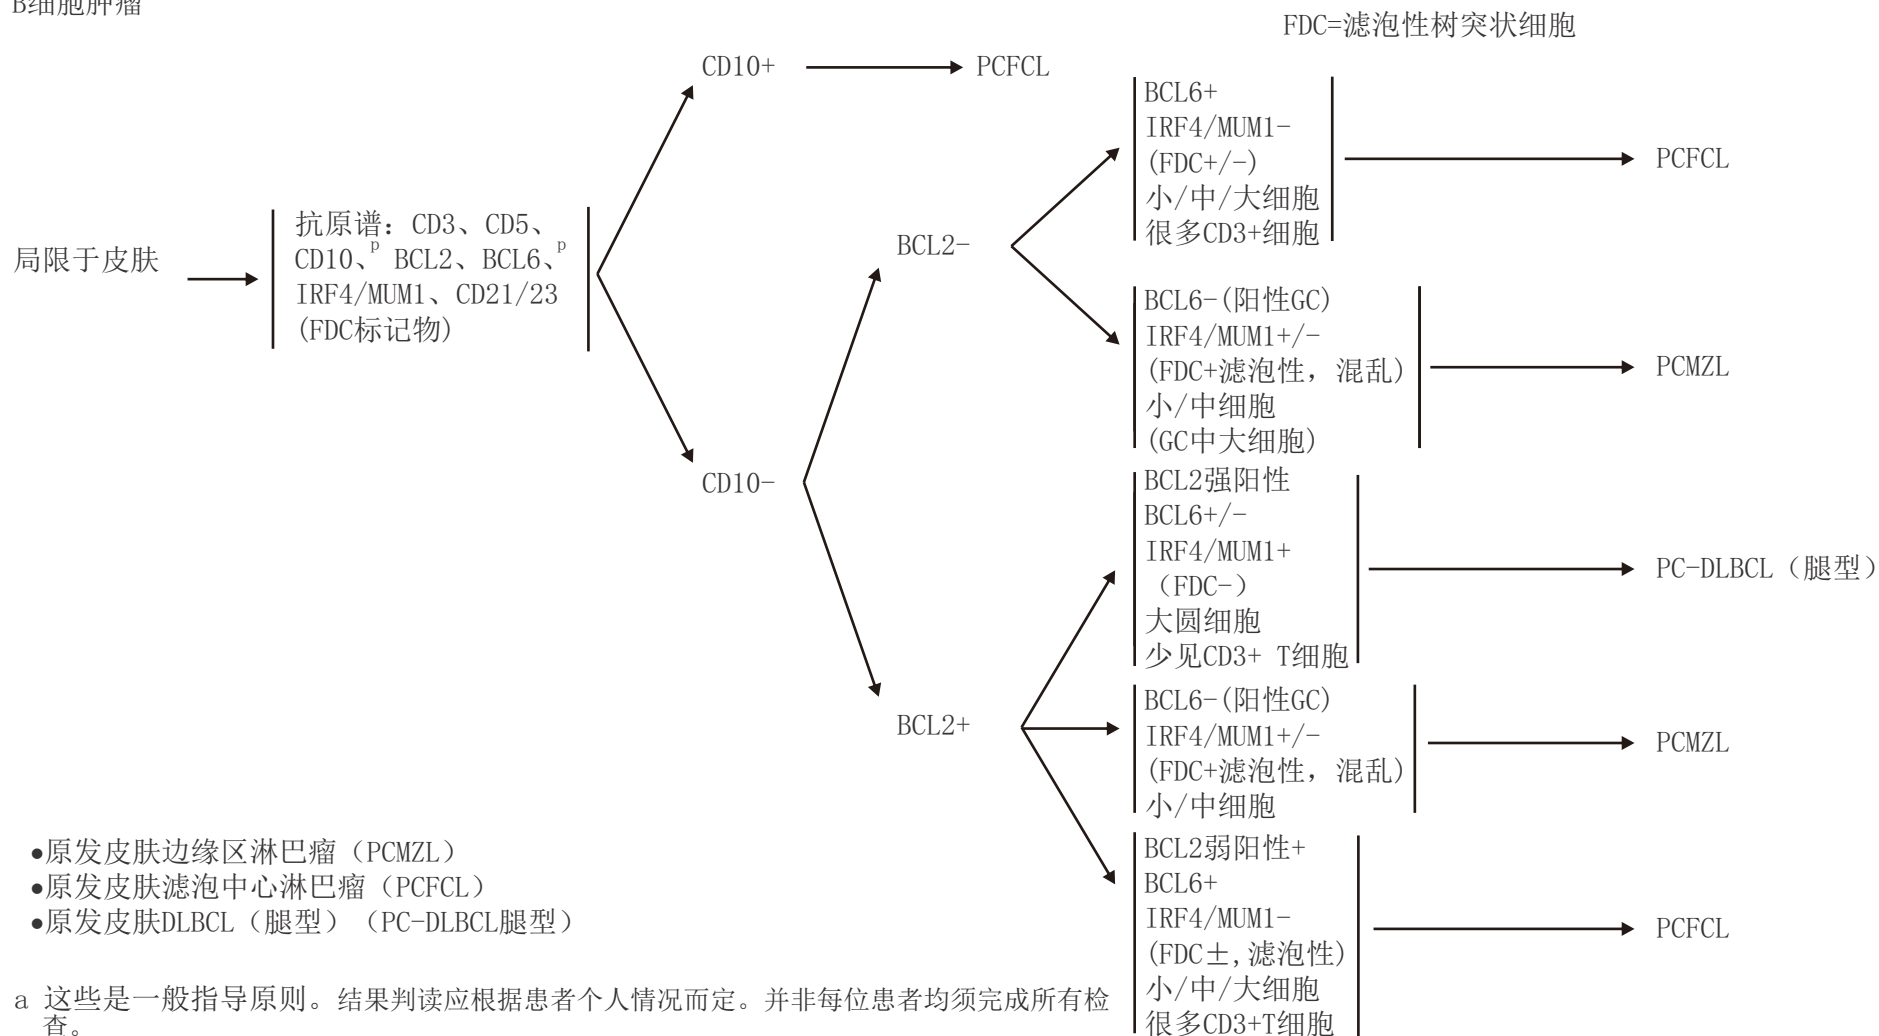 B细胞肿瘤
FDC=滤泡性树突状细胞
局限于皮肤
抗原谱：CD3、CD5、
CD10、p BCL2、BCL6、p
IRF4/MUM1、CD21/23
(FDC标记物)
CD10+
PCFCL
CD10-
BCL2-
BCL6+
IRF4/MUM1-
(FDC+/-)
小/中/大细胞
很多CD3+细胞
PCFCL
BCL6-(阳性GC)
IRF4/MUM1+/-
(FDC+滤泡性，混乱)
小/中细胞
(GC中大细胞)
PCMZL
BCL2+
BCL2强阳性
BCL6+/-
IRF4/MUM1+
（FDC-）
大圆细胞
少见CD3+ T细胞
PC-DLBCL（腿型）
BCL6-(阳性GC)
IRF4/MUM1+/-
(FDC+滤泡性，混乱)
小/中细胞
PCMZL
BCL2弱阳性+
BCL6+
IRF4/MUM1-
(FDC±,滤泡性)
小/中/大细胞
很多CD3+T细胞
PCFCL
●原发皮肤边缘区淋巴瘤（PCMZL）
●原发皮肤滤泡中心淋巴瘤（PCFCL）
●原发皮肤DLBCL（腿型）（PC-DLBCL腿型）
a 这些是一般指导原则。结果判读应根据患者个人情况而定。并非每位患者均须完成所有检
查。